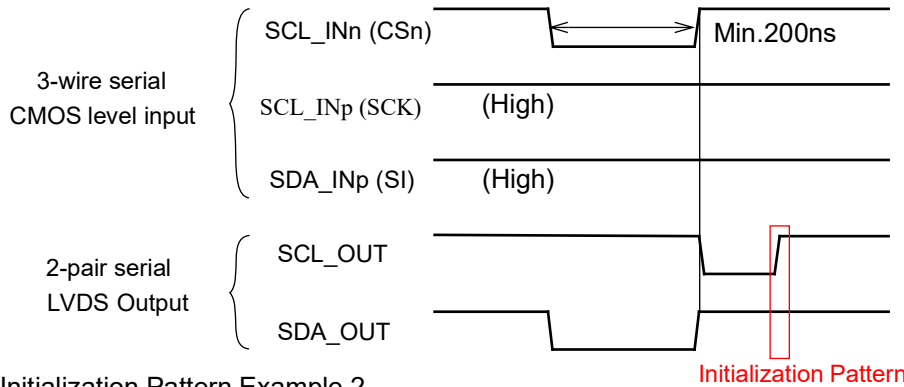 SCL_INn (CSn)
Min.200ns
3-wire serial
CMOS level input
SCL_INp (SCK)
(High)
SDA_INp (SI)
(High)
2-pair serial
LVDS Output
SCL_OUT
SDA_OUT
Initialization Pattern
Initialization Pattern Example 2